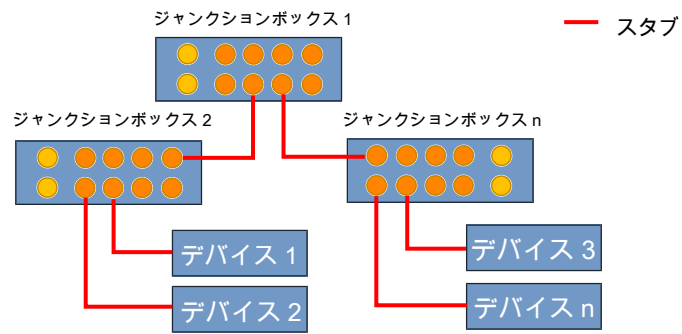 ジャンクションボックス 1
スタブ
ジャンクションボックス 2
ジャンクションボックス n
デバイス 1
デバイス 3
デバイス 2
デバイス n